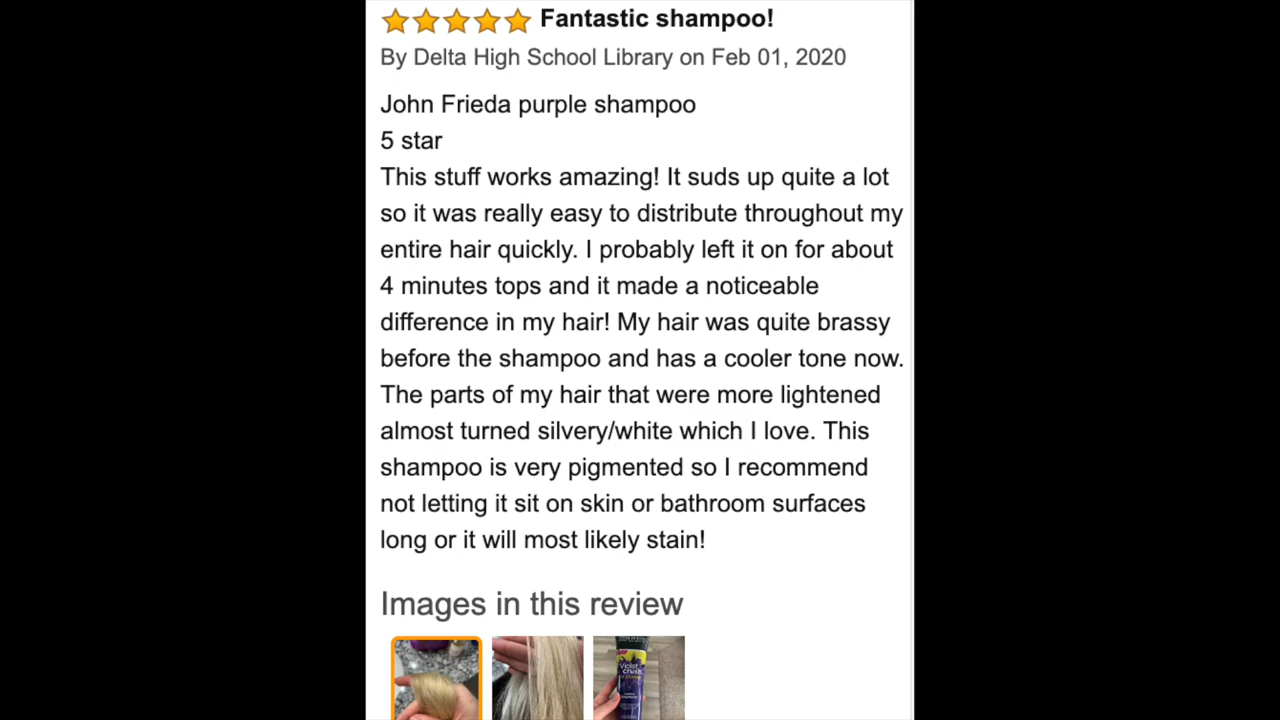 Fantastic shampoo!
By Delta High School Library on Feb 01, 2020
John Frieda purple shampoo
5 star
This stuff works amazing! It suds up quite a lot
so it was really easy to distribute throughout my
entire hair quickly. I probably left it on for about
4 minutes tops and it made a noticeable
difference in my hair! My hair was quite brassy
before the shampoo and has a cooler tone now.
The parts of my hair that were more lightened
almost turned silvery/white which I love. This
shampoo is very pigmented so I recommend
not letting it sit on skin or bathroom surfaces
long or it will most likely stain!
Images in this review
Violet
crush